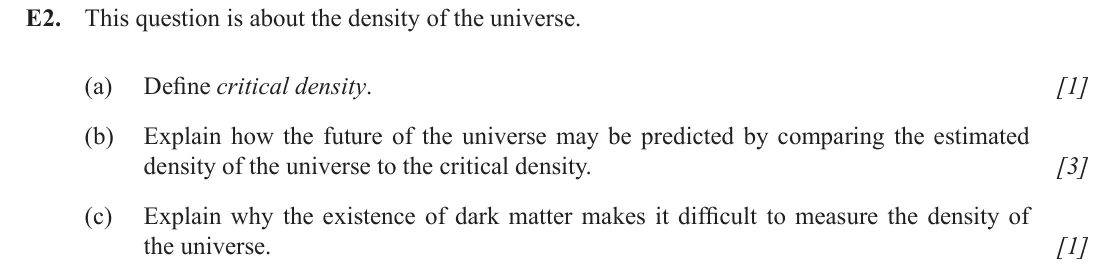 E2. This question is about the density of the universe.
(a) Define critical density. [1]
(b) Explain how the future of the universe may be predicted by comparing the estimated
density of the universe to the critical density. [3]
(c) Explain why the existence of dark matter makes it difficult to measure the density of
the universe. [1]